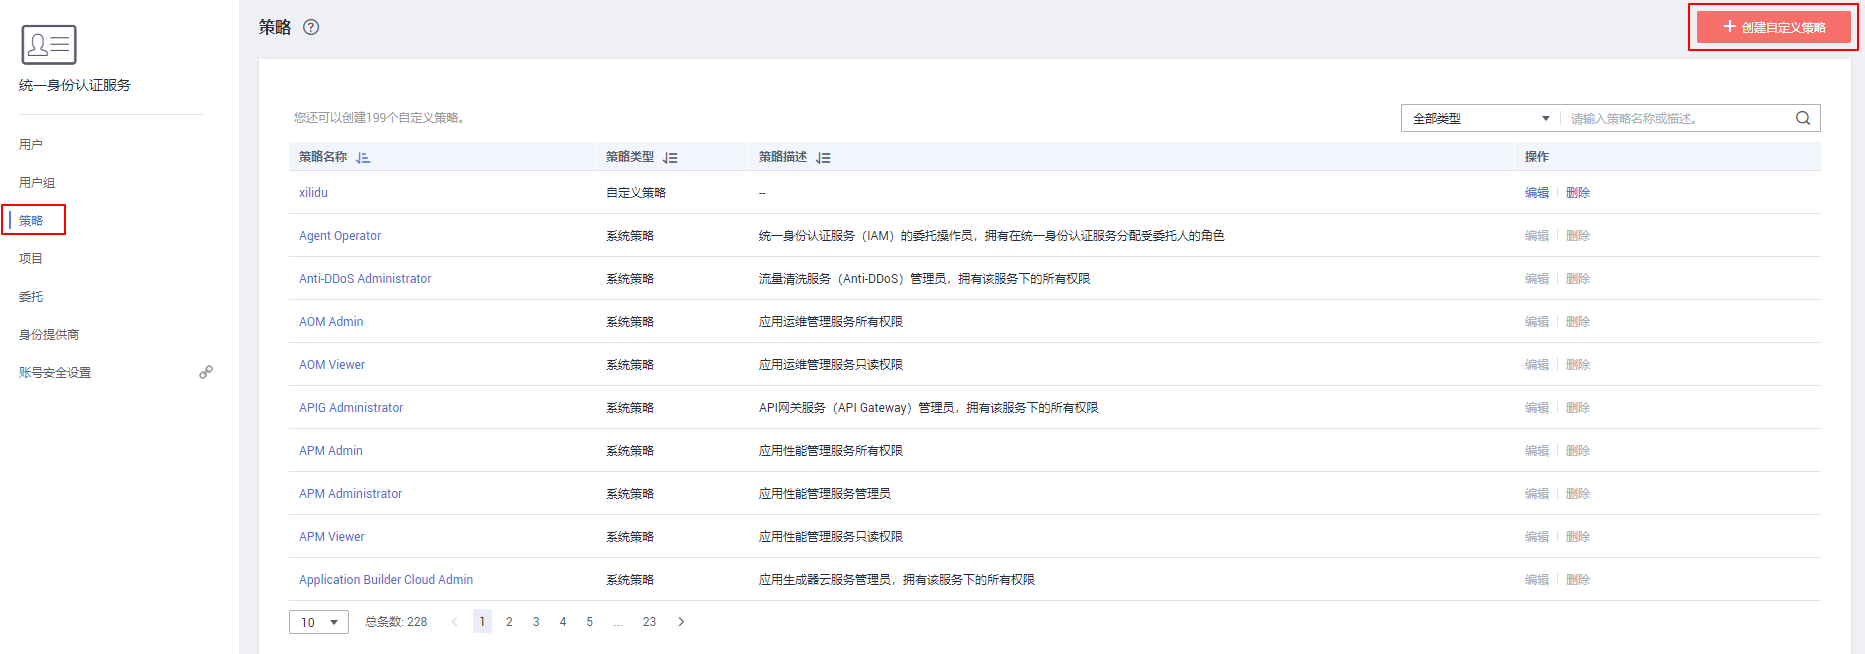 统一身份认证服务
用户
用户组
策略
项目
委托
身份提供商
账号安全设置
策略 ?
+ 创建自定义策略
您还可以创建199个自定义策略。
全部类型 请输入策略名称或描述。
策略名称 策略类型 策略描述 操作
xilidu 自定义策略 -- 编辑 删除
Agent Operator 系统策略 统一身份认证服务（IAM）的委托操作员，拥有在统一身份认证服务分配受委托人的角色 编辑 删除
Anti-DDoS Administrator 系统策略 流量清洗服务（Anti-DDoS）管理员，拥有该服务下的所有权限 编辑 删除
AOM Admin 系统策略 应用运维管理服务所有权限 编辑 删除
AOM Viewer 系统策略 应用运维管理服务只读权限 编辑 删除
APIG Administrator 系统策略 API网关服务（API Gateway）管理员，拥有该服务下的所有权限 编辑 删除
APM Admin 系统策略 应用性能管理服务所有权限 编辑 删除
APM Administrator 系统策略 应用性能管理服务管理员 编辑 删除
APM Viewer 系统策略 应用性能管理服务只读权限 编辑 删除
Application Builder Cloud Admin 系统策略 应用生成器云服务管理员，拥有该服务下的所有权限 编辑 删除
10 总条数: 228 < 1 2 3 4 5 ... 23 >